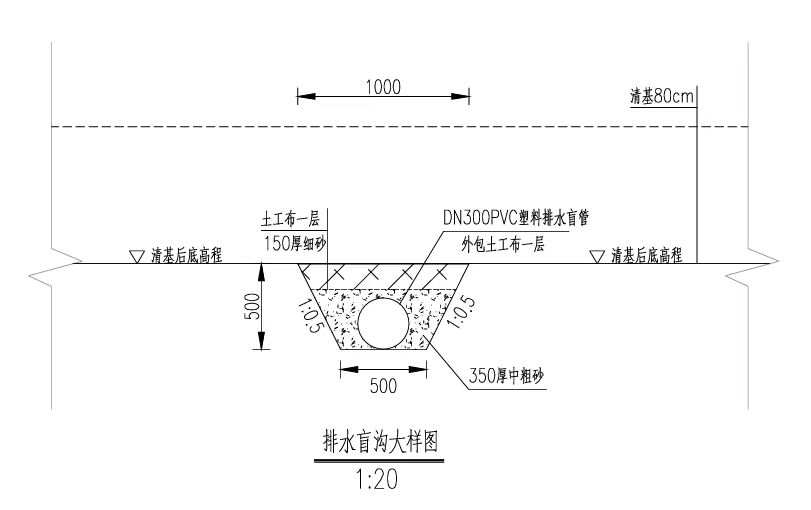 1000
清基80cm
土工布一层
150厚细砂
DN300PVC塑料排水盲管
外包土工布一层
清基后底高程
清基后底高程
500
1:0.5
1:0.5
500
350厚中粗砂
排水盲沟大样图
1:20